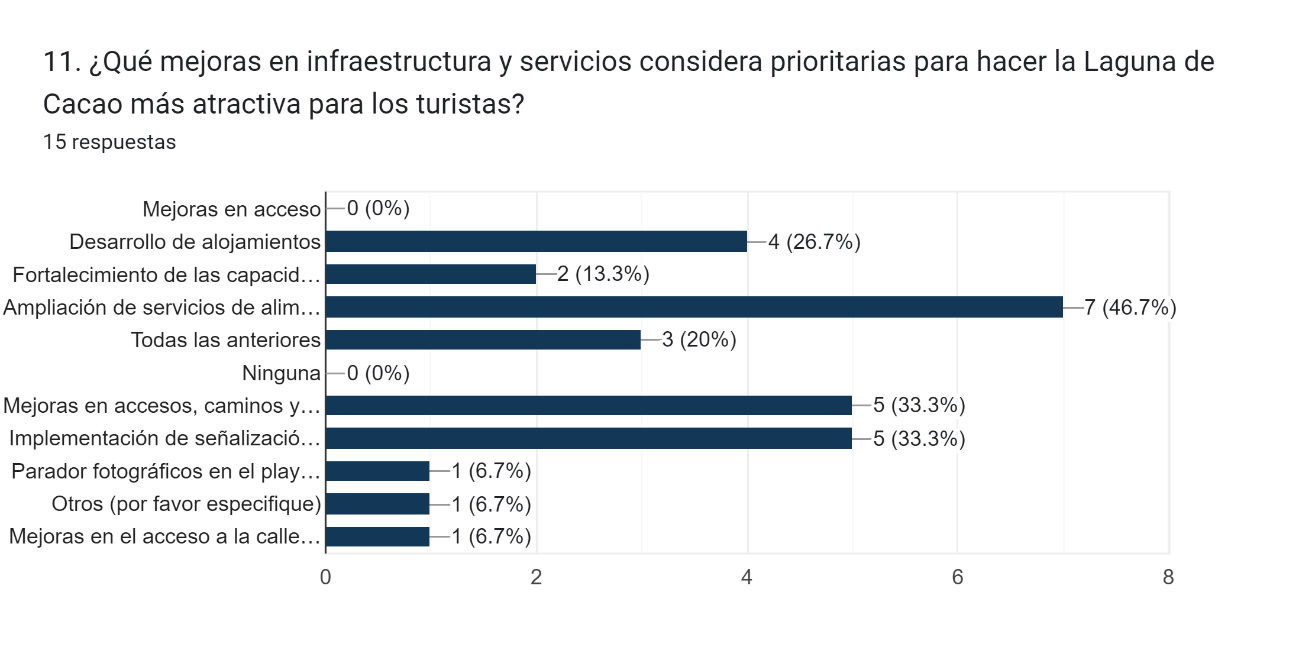 11. ¿Qué mejoras en infraestructura y servicios considera prioritarias para hacer la Laguna de
Cacao más atractiva para los turistas?
15 respuestas
Mejoras en acceso 0 (0%)
Desarrollo de alojamientos 4 (26.7%)
Fortalecimiento de las capacid… 2 (13.3%)
Ampliación de servicios de alim… 7 (46.7%)
Todas las anteriores 3 (20%)
Ninguna 0 (0%)
Mejoras en accesos, caminos y… 5 (33.3%)
Implementación de señalizació… 5 (33.3%)
Parador fotográficos en el play… 1 (6.7%)
Otros (por favor especifique) 1 (6.7%)
Mejoras en el acceso a la calle… 1 (6.7%)
0 2 4 6 8